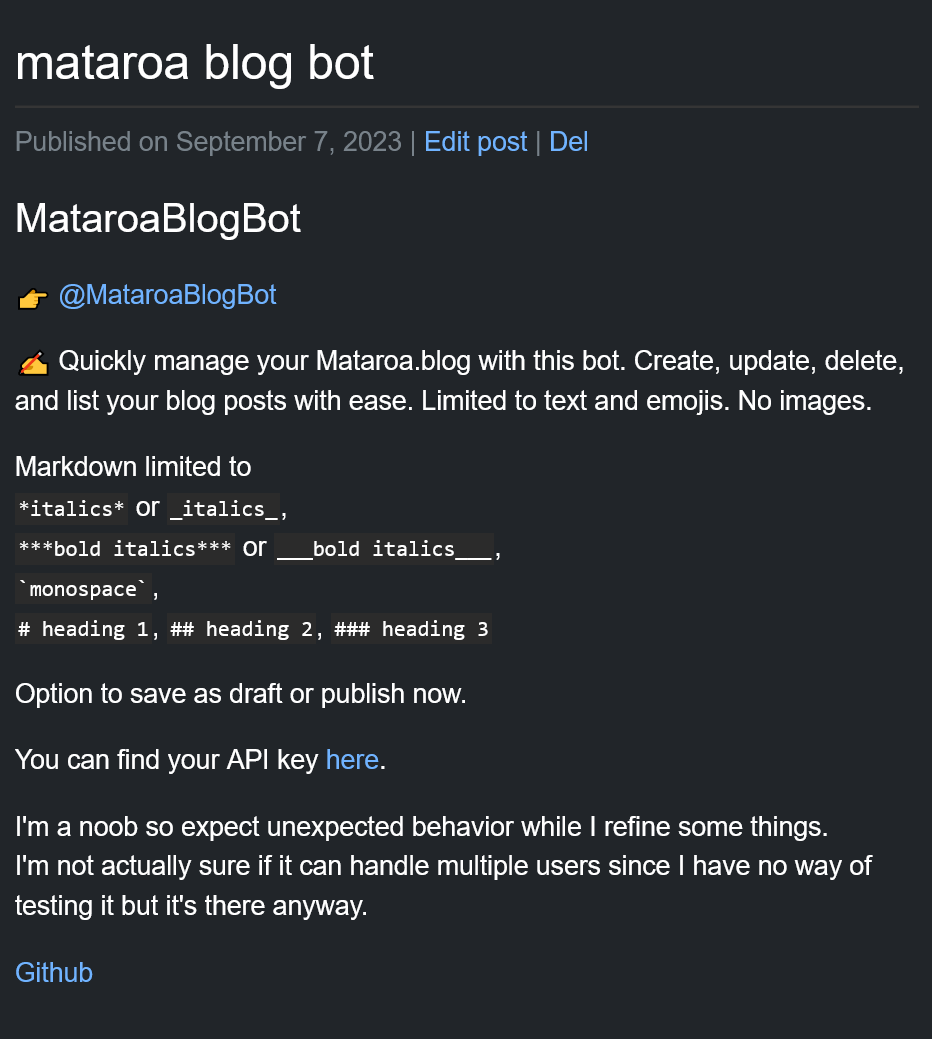 mataroa blog bot
Published on September 7, 2023 | Edit post | Del
MataroaBlogBot
👉 @MataroaBlogBot
✍️ Quickly manage your Mataroa.blog with this bot. Create, update, delete,
and list your blog posts with ease. Limited to text and emojis. No images.
Markdown limited to
*italics* or _italics_,
***bold italics*** or ___bold italics___,
`monospace`,
# heading 1, ## heading 2, ### heading 3
Option to save as draft or publish now.
You can find your API key here.
I'm a noob so expect unexpected behavior while I refine some things.
I'm not actually sure if it can handle multiple users since I have no way of
testing it but it's there anyway.
Github